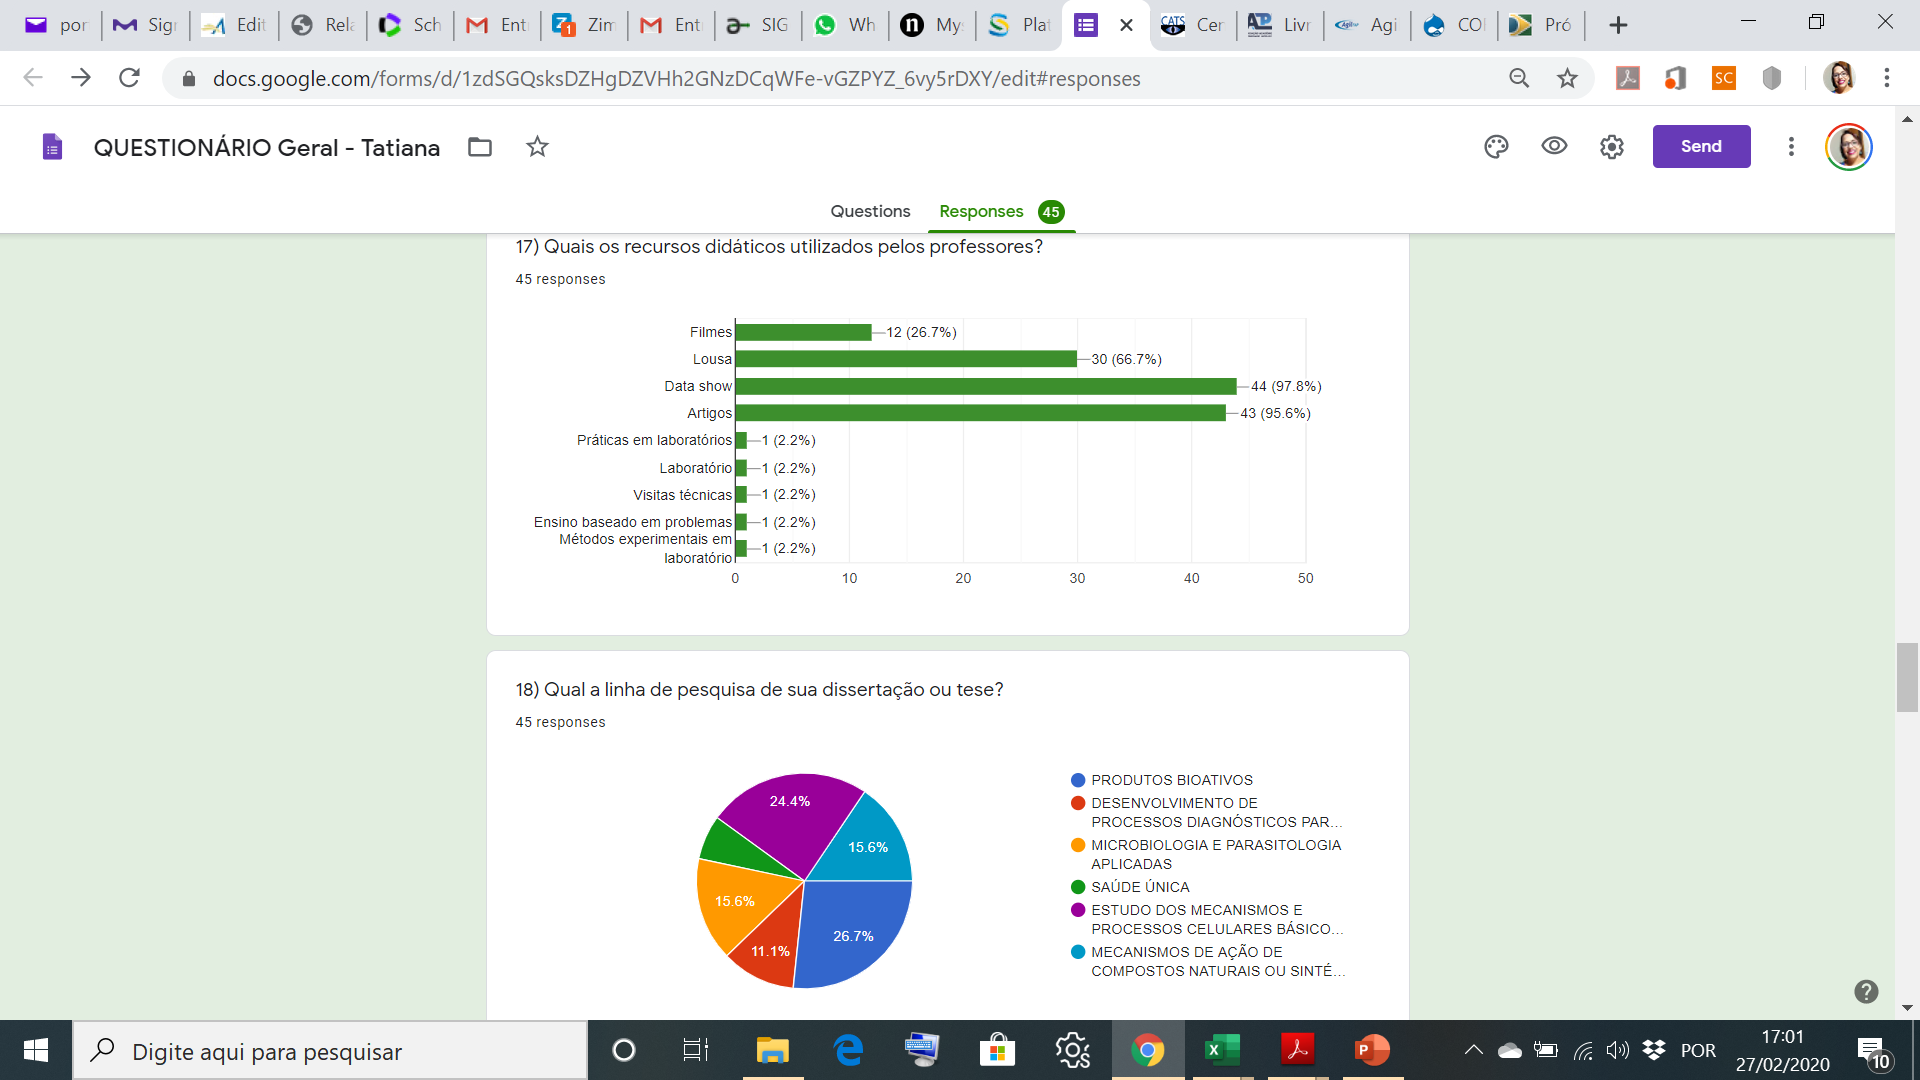 por
Sign
Edit
Rela
Sch
Entr
Zim
Entr
SIG
Wh
My
Plat
Cer
Livr
Agi
CO
Pró
docs.google.com/forms/d/1zdSGQsksDZHgDZVHh2GNzDCqWFe-vGZPYZ_6vy5rDXY/edit#responses
QUESTIONÁRIO Geral - Tatiana
Send
Questions
Responses 45
17) Quais os recursos didáticos utilizados pelos professores?
45 responses
Filmes 12 (26.7%)
Lousa 30 (66.7%)
Data show 44 (97.8%)
Artigos 43 (95.6%)
Práticas em laboratórios 1 (2.2%)
Laboratório 1 (2.2%)
Visitas técnicas 1 (2.2%)
Ensino baseado em problemas 1 (2.2%)
Métodos experimentais em
laboratório 1 (2.2%)
0 10 20 30 40 50
18) Qual a linha de pesquisa de sua dissertação ou tese?
45 responses
24.4%
15.6%
15.6%
11.1%
26.7%
PRODUTOS BIOATIVOS
DESENVOLVIMENTO DE
PROCESSOS DIAGNÓSTICOS PAR…
MICROBIOLOGIA E PARASITOLOGIA
APLICADAS
SAÚDE ÚNICA
ESTUDO DOS MECANISMOS E
PROCESSOS CELULARES BÁSICO…
MECANISMOS DE AÇÃO DE
COMPOSTOS NATURAIS OU SINTÉ…
Digite aqui para pesquisar
POR
17:01
27/02/2020
10